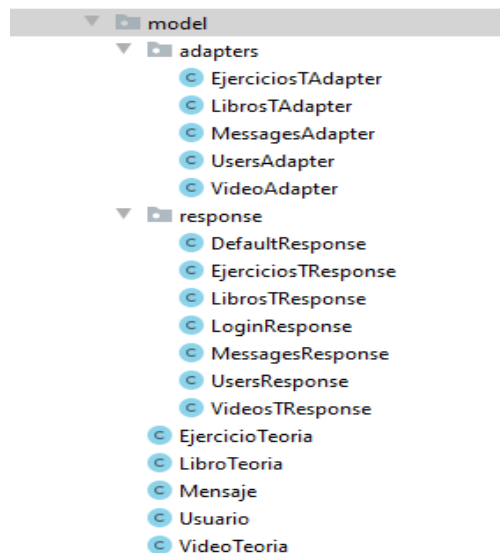 model
adapters
EjerciciosTAdapter
LibrosTAdapter
MessagesAdapter
UsersAdapter
VideoAdapter
response
DefaultResponse
EjerciciosTResponse
LibrosTResponse
LoginResponse
MessagesResponse
UsersResponse
VideosTResponse
EjercicioTeoria
LibroTeoria
Mensaje
Usuario
VideoTeoria